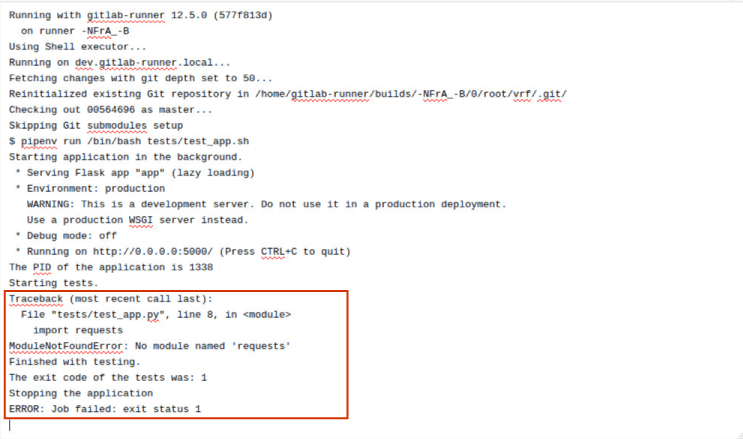 Running with gitlab-runner 12.5.0 (577f813d)
on runner -NFrA_-B
Using Shell executor...
Running on dev.gitlab-runner.local...
Fetching changes with git depth set to 50...
Reinitialized existing Git repository in /home/gitlab-runner/builds/-NFrA_-B/0/root/vrf/.git/
Checking out 00564696 as master...
Skipping Git submodules setup
$ pipenv run /bin/bash tests/test_app.sh
Starting application in the background.
* Serving Flask app "app" (lazy loading)
* Environment: production
WARNING: This is a development server. Do not use it in a production deployment.
Use a production WSGI server instead.
* Debug mode: off
* Running on http://0.0.0.0:5000/ (Press CTRL+C to quit)
The PID of the application is 1338
Starting tests.
Traceback (most recent call last):
File "tests/test_app.py", line 8, in <module>
import requests
ModuleNotFoundError: No module named 'requests'
Finished with testing.
The exit code of the tests was: 1
Stopping the application
ERROR: Job failed: exit status 1